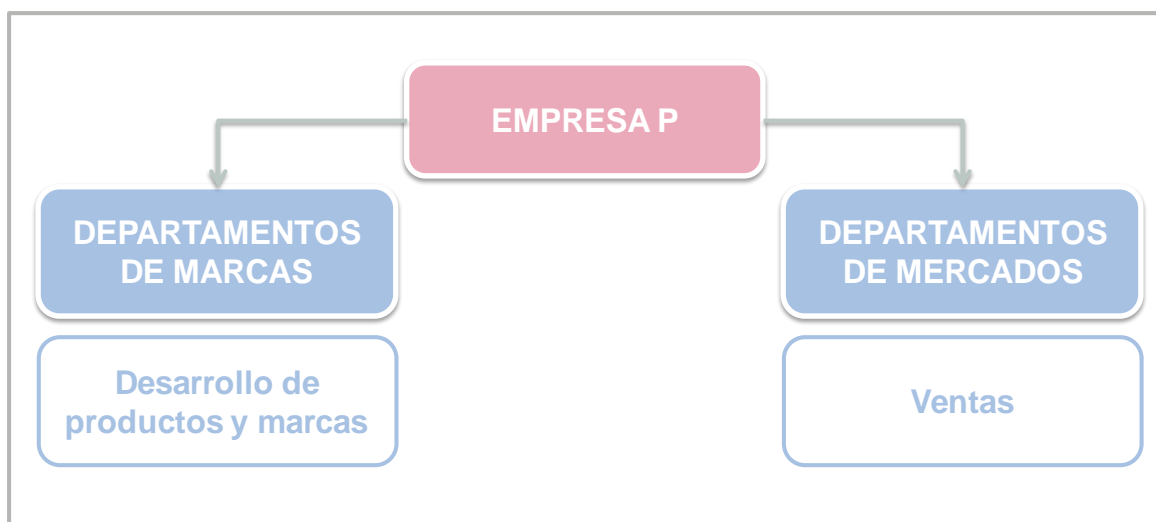 EMPRESA P
DEPARTAMENTOS
DE MARCAS
DEPARTAMENTOS
DE MERCADOS
Desarrollo de
productos y marcas
Ventas